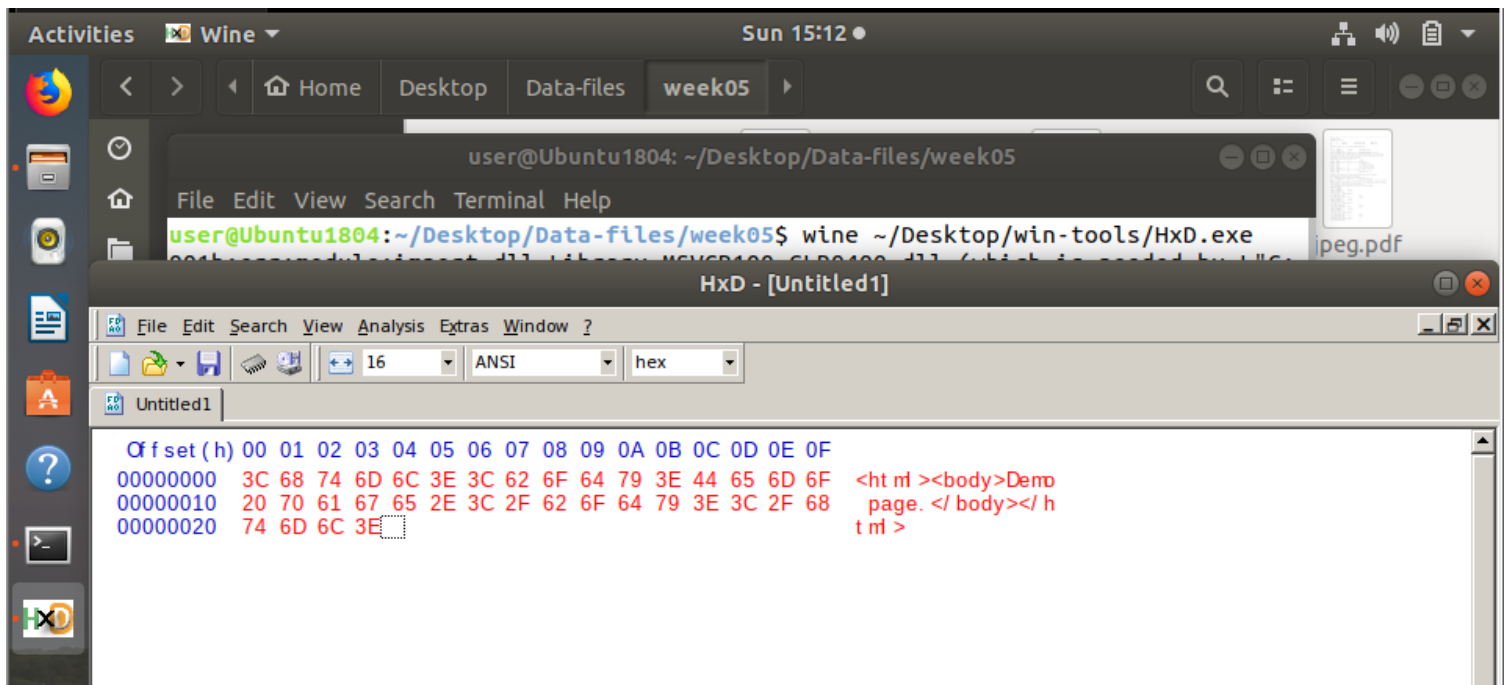 Activities Wine Sun 15:12
Home Desktop Data-files week05
user@Ubuntu1804: ~/Desktop/Data-files/week05
File Edit View Search Terminal Help
user@Ubuntu1804:~/Desktop/Data-files/week05$ wine ~/Desktop/win-tools/HxD.exe
jpeg.pdf
HxD - [Untitled1]
File Edit Search View Analysis Extras Window ?
16 ANSI hex
Untitled1
Offset(h) 00 01 02 03 04 05 06 07 08 09 0A 0B 0C 0D 0E 0F
00000000 3C 68 74 6D 6C 3E 3C 62 6F 64 79 3E 44 65 6D 6F <html><body>Demo
00000010 20 70 61 67 65 2E 3C 2F 62 6F 64 79 3E 3C 2F 68 page.</body></h
00000020 74 6D 6C 3E tml>
HXD